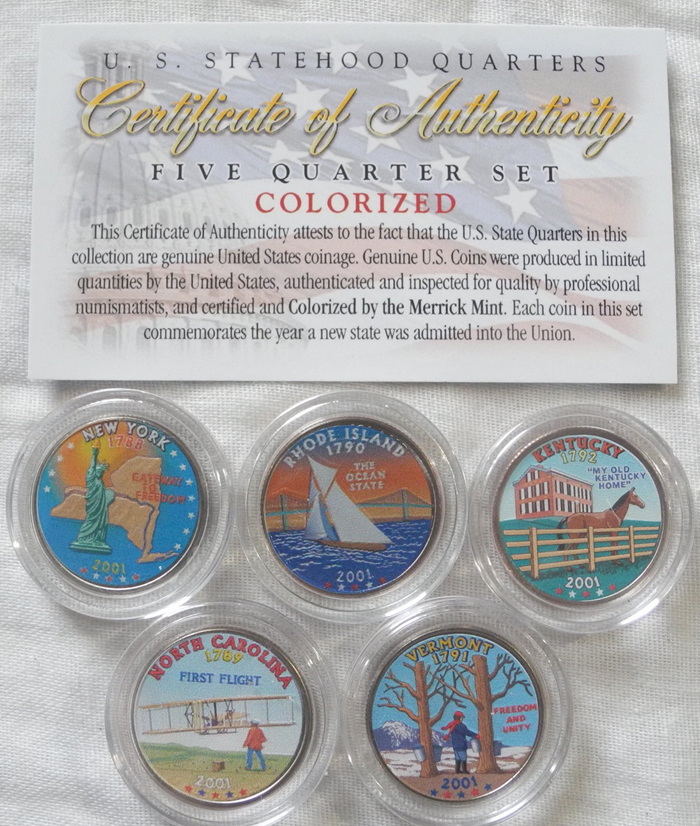 U. S. STATEHOOD QUARTERS
Certificate of Authenticity
FIVE QUARTER SET
COLORIZED
This Certificate of Authenticity attests to the fact that the U.S. State Quarters in this
collection are genuine United States coinage. Genuine U.S. Coins were produced in limited
quantities by the United States, authenticated and inspected for quality by professional
numismatists, and certified and Colorized by the Merrick Mint. Each coin in this set
commemorates the year a new state was admitted into the Union.
NEW YORK
1788
GATEWAY
TO
FREEDOM
2001
RHODE ISLAND
1790
THE
OCEAN
STATE
2001
KENTUCKY
1792
"MY OLD
KENTUCKY
HOME"
2001
NORTH CAROLINA
1789
FIRST FLIGHT
2001
VERMONT
1791
FREEDOM
AND
UNITY
2001